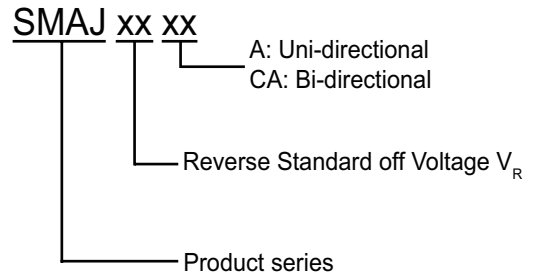 SMAJ xx xx
A: Uni-directional
CA: Bi-directional
Reverse Standard off Voltage VR
Product series